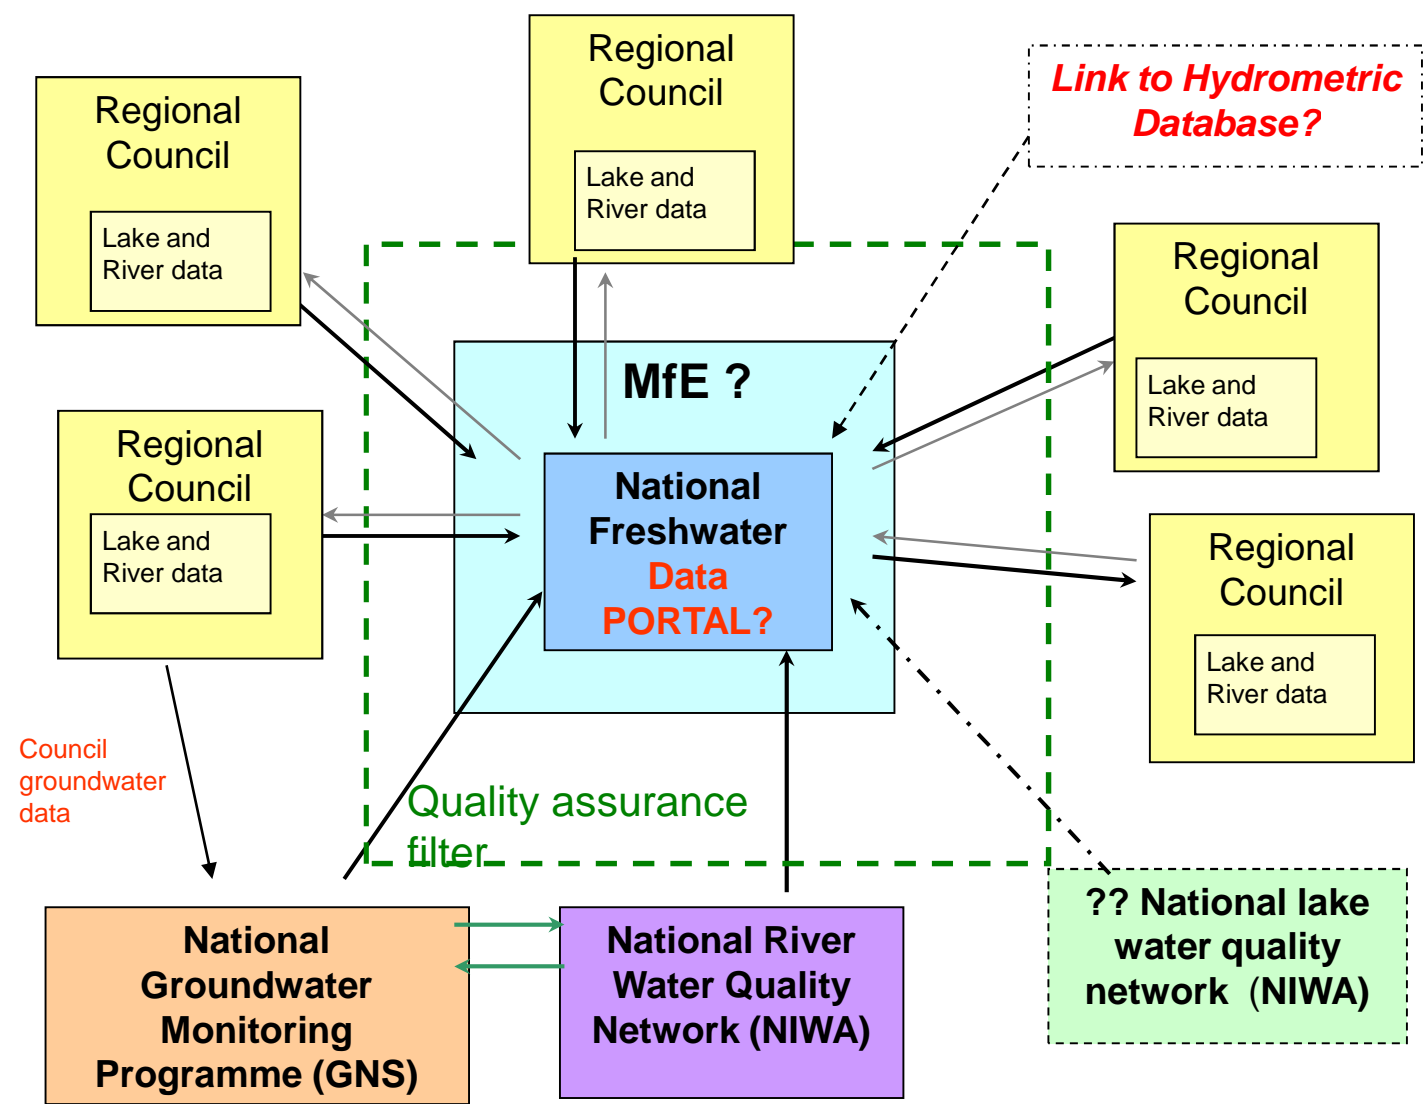 Regional
Council
Lake and
River data
Regional
Council
Lake and
River data
Link to Hydrometric
Database?
Regional
Council
Lake and
River data
MfE ?
National
Freshwater
Data
PORTAL?
Regional
Council
Lake and
River data
Regional
Council
Lake and
River data
Council
groundwater
data
Quality assurance
filter
National
Groundwater
Monitoring
Programme (GNS)
National River
Water Quality
Network (NIWA)
?? National lake
water quality
network (NIWA)